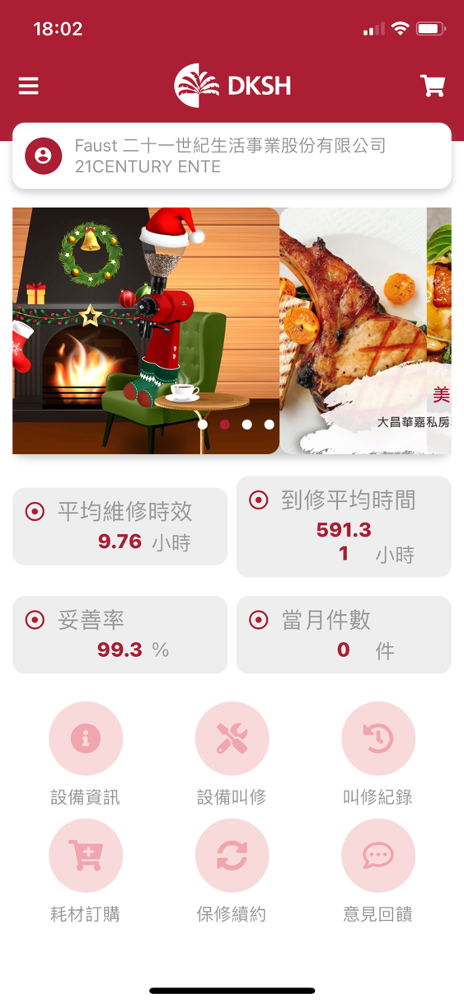 18:02
DKSH
Faust 二十一世紀生活事業股份有限公司
21CENTURY ENTE
美
大昌華嘉私房
平均維修時效
9.76 小時
到修平均時間
591.3
1 小時
妥善率
99.3 %
當月件數
0 件
設備資訊
設備叫修
叫修紀錄
耗材訂購
保修續約
意見回饋